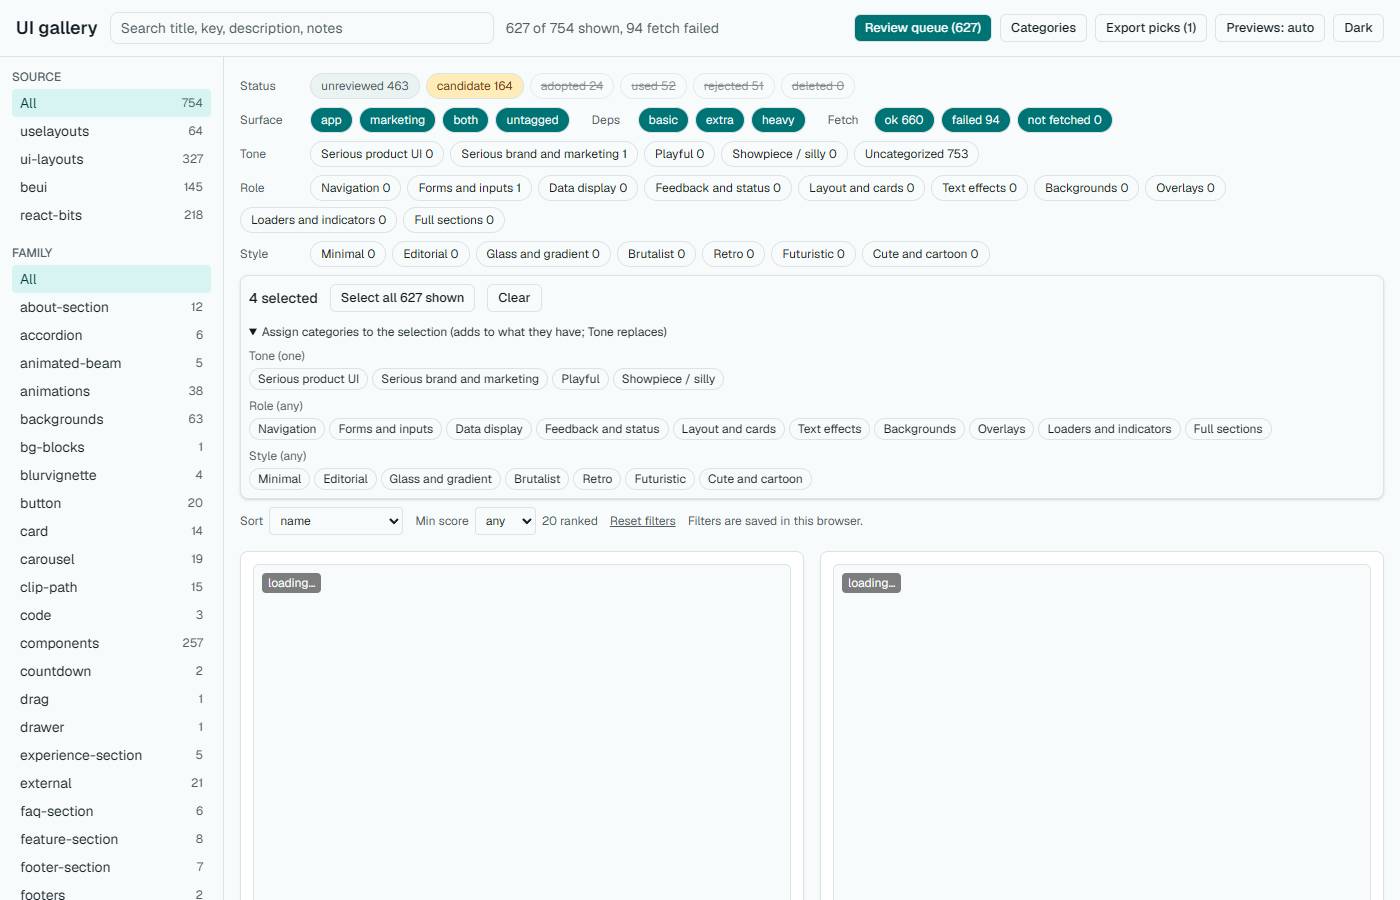 UI gallery
Search title, key, description, notes
627 of 754 shown, 94 fetch failed
Review queue (627)
Categories
Export picks (1)
Previews: auto
Dark
SOURCE
All 754
uselayouts 64
ui-layouts 327
beui 145
react-bits 218
FAMILY
All
about-section 12
accordion 6
animated-beam 5
animations 38
backgrounds 63
bg-blocks 1
blurvignette 4
button 20
card 14
carousel 19
clip-path 15
code 3
components 257
countdown 2
drag 1
drawer 1
experience-section 5
external 21
faq-section 6
feature-section 8
footer-section 7
footers 2
Status unreviewed 463 candidate 164 adopted 24 used 52 rejected 51 deleted 0
Surface app marketing both untagged Deps basic extra heavy Fetch ok 660 failed 94 not fetched 0
Tone Serious product UI 0 Serious brand and marketing 1 Playful 0 Showpiece / silly 0 Uncategorized 753
Role Navigation 0 Forms and inputs 1 Data display 0 Feedback and status 0 Layout and cards 0 Text effects 0 Backgrounds 0 Overlays 0
Loaders and indicators 0 Full sections 0
Style Minimal 0 Editorial 0 Glass and gradient 0 Brutalist 0 Retro 0 Futuristic 0 Cute and cartoon 0
4 selected Select all 627 shown Clear
▼ Assign categories to the selection (adds to what they have; Tone replaces)
Tone (one)
Serious product UI Serious brand and marketing Playful Showpiece / silly
Role (any)
Navigation Forms and inputs Data display Feedback and status Layout and cards Text effects Backgrounds Overlays Loaders and indicators Full sections
Style (any)
Minimal Editorial Glass and gradient Brutalist Retro Futuristic Cute and cartoon
Sort name Min score any 20 ranked Reset filters Filters are saved in this browser.
loading…
loading…